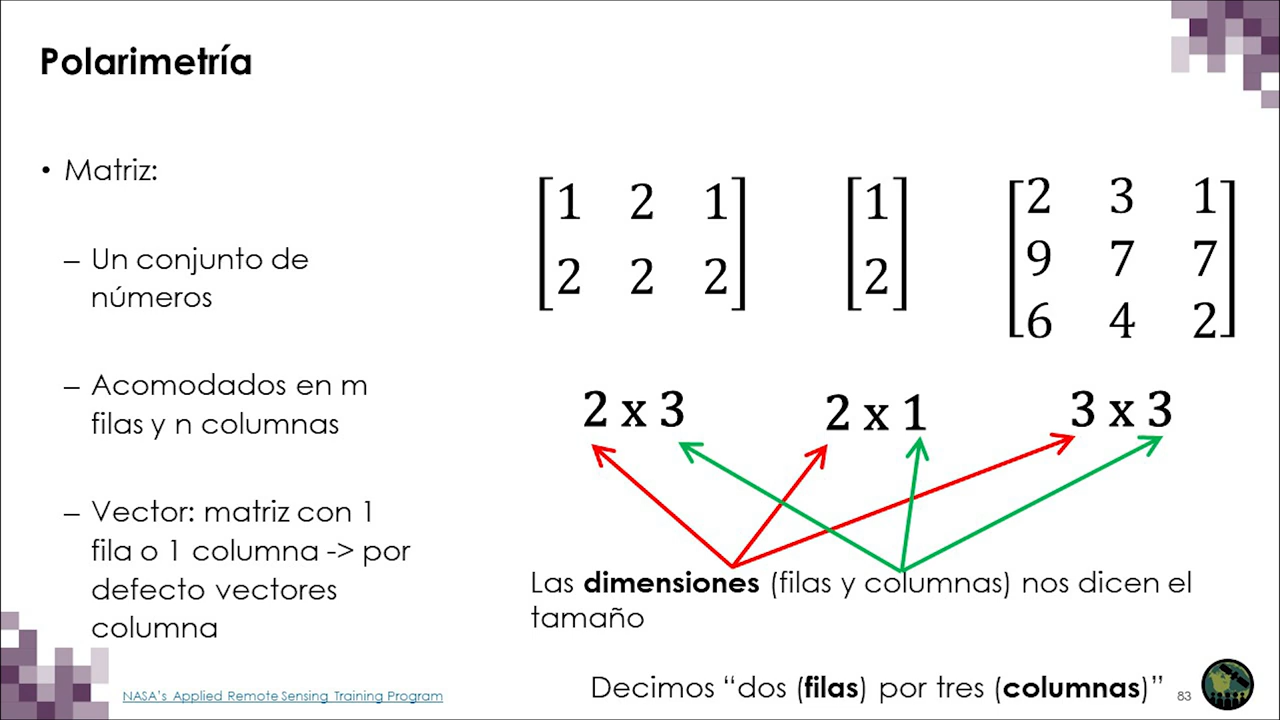 Polarimetría
• Matriz:
– Un conjunto de
números
– Acomodados en m
filas y n columnas
– Vector: matriz con 1
fila o 1 columna -> por
defecto vectores
columna
1 2 1
2 2 2
1
2
2 3 1
9 7 7
6 4 2
2 x 3
2 x 1
3 x 3
Las dimensiones (filas y columnas) nos dicen el
tamaño
Decimos “dos (filas) por tres (columnas)”
NASA’s Applied Remote Sensing Training Program
83